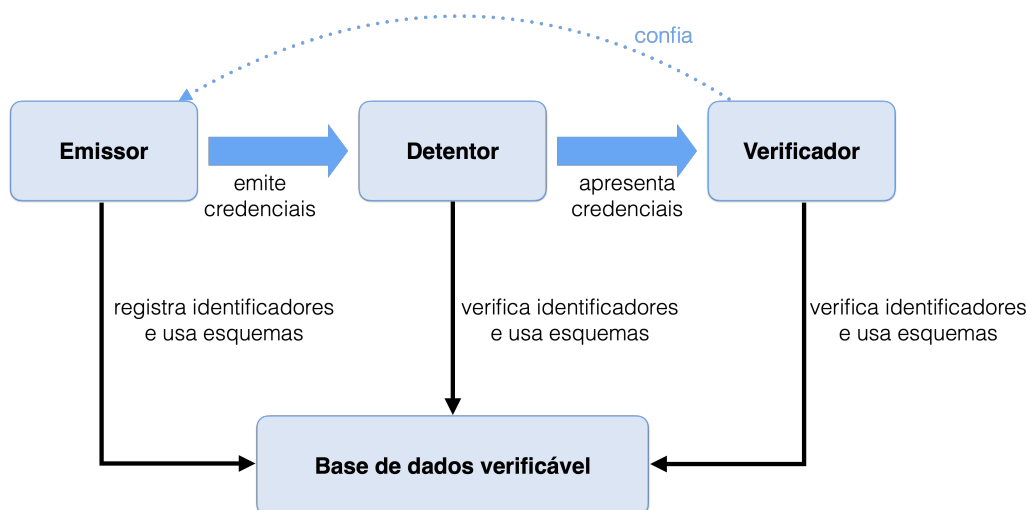 confia
Emissor
Detentor
Verificador
emite
credenciais
apresenta
credenciais
registra identificadores
e usa esquemas
verifica identificadores
e usa esquemas
verifica identificadores
e usa esquemas
Base de dados verificável